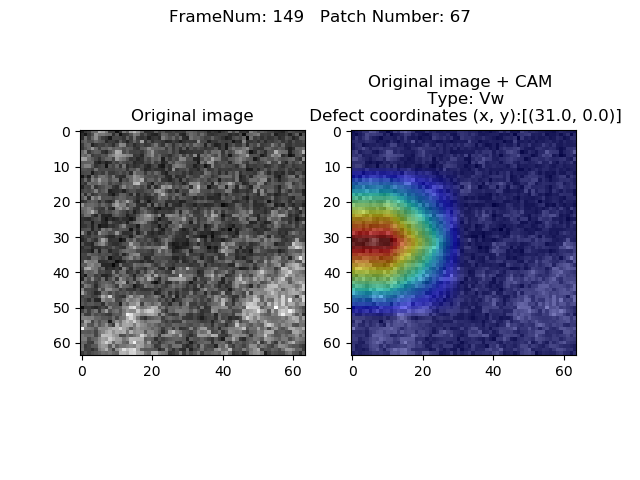 FrameNum: 149   Patch Number: 67
Original image
Original image + CAM
Type: Vw
Defect coordinates (x, y):[(31.0, 0.0)]
0
10
20
30
40
50
60
0 20 40 60
0
10
20
30
40
50
60
0 20 40 60